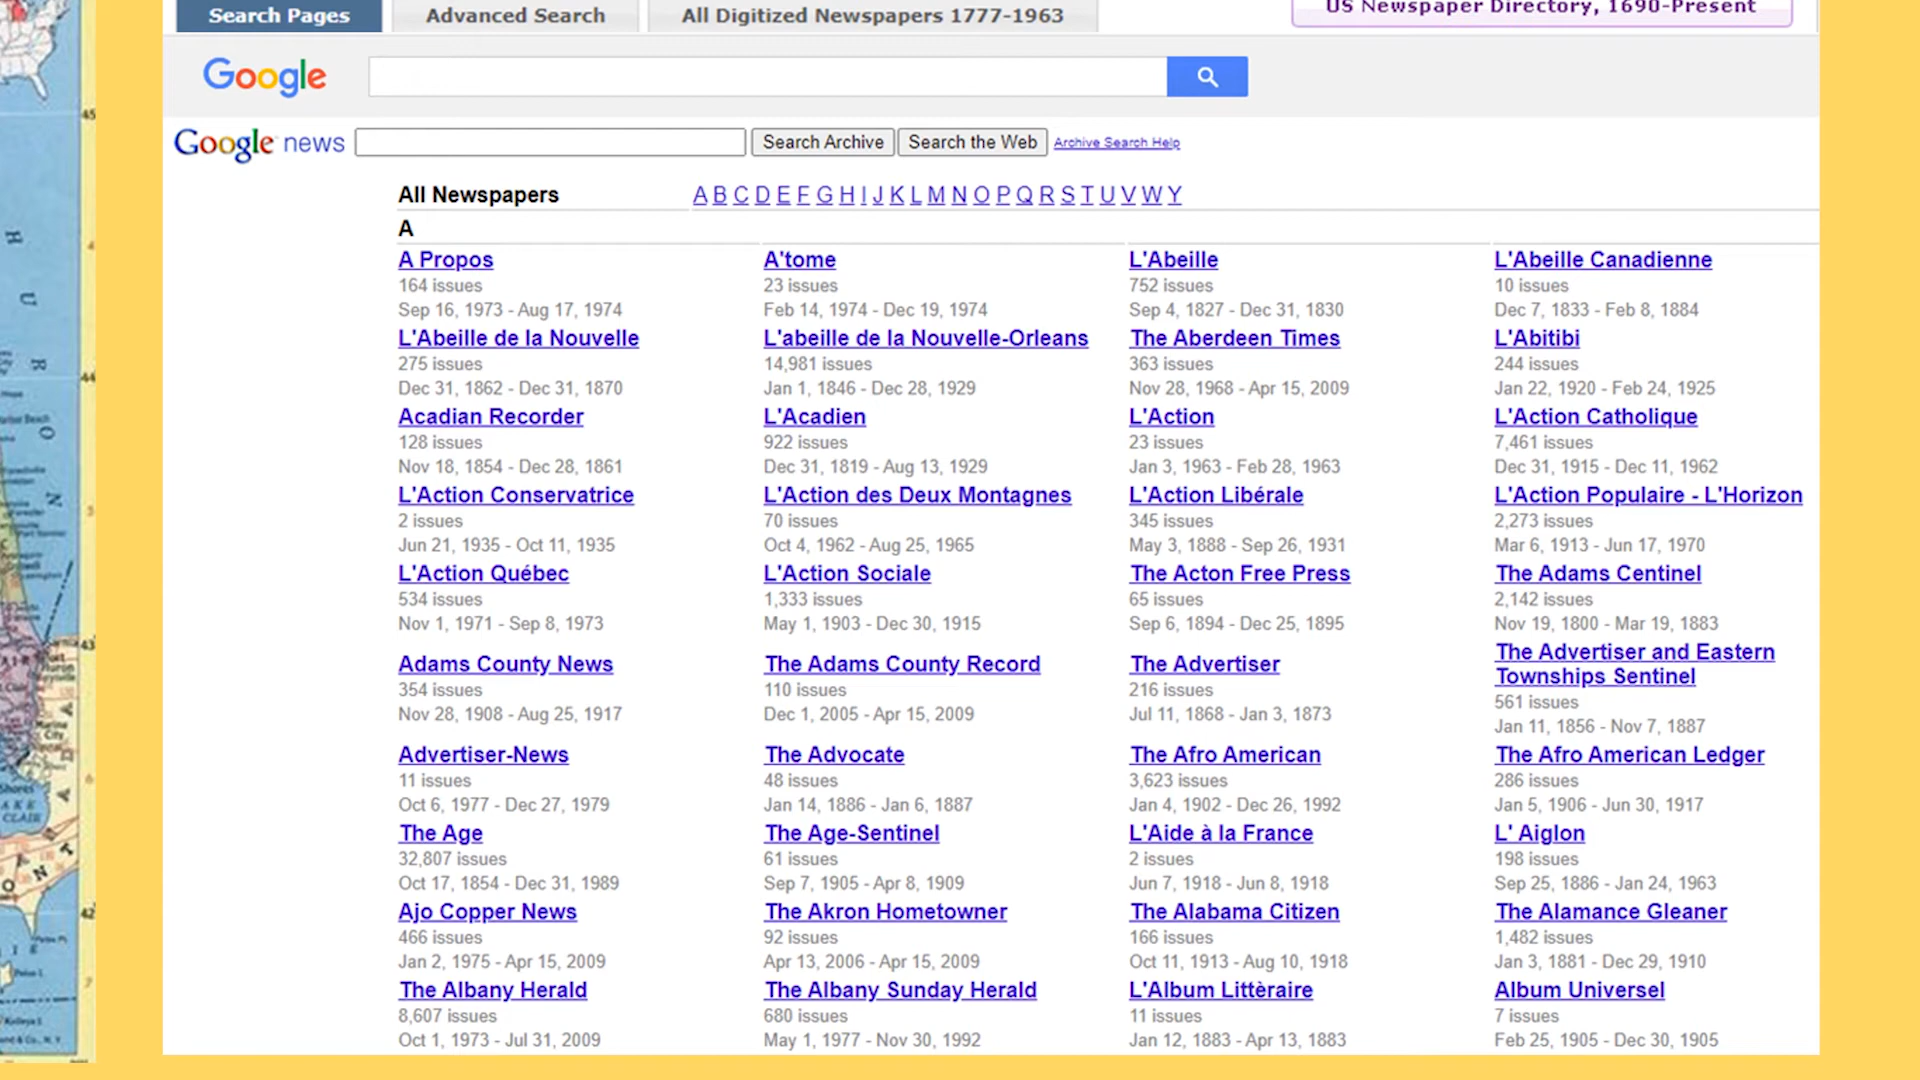 Search Pages
Advanced Search
All Digitized Newspapers 1777-1963
US Newspaper Directory, 1690-Present
Google
Google news
Search Archive
Search the Web
Archive Search Help
All Newspapers
A B C D E F G H I J K L M N O P Q R S T U V W Y
A
A Propos
164 issues
Sep 16, 1973 - Aug 17, 1974
A'tome
23 issues
Feb 14, 1974 - Dec 19, 1974
L'Abeille
752 issues
Sep 4, 1827 - Dec 31, 1830
L'Abeille Canadienne
10 issues
Dec 7, 1833 - Feb 8, 1884
L'Abeille de la Nouvelle
275 issues
Dec 31, 1862 - Dec 31, 1870
L'abeille de la Nouvelle-Orleans
14,981 issues
Jan 1, 1846 - Dec 28, 1929
The Aberdeen Times
363 issues
Nov 28, 1968 - Apr 15, 2009
L'Abitibi
244 issues
Jan 22, 1920 - Feb 24, 1925
Acadian Recorder
128 issues
Nov 18, 1854 - Dec 28, 1861
L'Acadien
922 issues
Dec 31, 1819 - Aug 13, 1929
L'Action
23 issues
Jan 3, 1963 - Feb 28, 1963
L'Action Catholique
7,461 issues
Dec 31, 1915 - Dec 11, 1962
L'Action Conservatrice
2 issues
Jun 21, 1935 - Oct 11, 1935
L'Action des Deux Montagnes
70 issues
Oct 4, 1962 - Aug 25, 1965
L'Action Libérale
345 issues
May 3, 1888 - Sep 26, 1931
L'Action Populaire - L'Horizon
2,273 issues
Mar 6, 1913 - Jun 17, 1970
L'Action Québec
534 issues
Nov 1, 1971 - Sep 8, 1973
L'Action Sociale
1,333 issues
May 1, 1903 - Dec 30, 1915
The Acton Free Press
65 issues
Sep 6, 1894 - Dec 25, 1895
The Adams Centinel
2,142 issues
Nov 19, 1800 - Mar 19, 1883
Adams County News
354 issues
Nov 28, 1908 - Aug 25, 1917
The Adams County Record
110 issues
Dec 1, 2005 - Apr 15, 2009
The Advertiser
216 issues
Jul 11, 1868 - Jan 3, 1873
The Advertiser and Eastern
Townships Sentinel
561 issues
Jan 11, 1856 - Nov 7, 1887
Advertiser-News
11 issues
Oct 6, 1977 - Dec 27, 1979
The Advocate
48 issues
Jan 14, 1886 - Jan 6, 1887
The Afro American
3,623 issues
Jan 4, 1902 - Dec 26, 1992
The Afro American Ledger
286 issues
Jan 5, 1906 - Jun 30, 1917
The Age
32,807 issues
Oct 17, 1854 - Dec 31, 1989
The Age-Sentinel
61 issues
Sep 7, 1905 - Apr 8, 1909
L'Aide à la France
2 issues
Jun 7, 1918 - Jun 8, 1918
L' Aiglon
198 issues
Sep 25, 1886 - Jan 24, 1963
Ajo Copper News
466 issues
Jan 2, 1975 - Apr 15, 2009
The Akron Hometowner
92 issues
Apr 13, 2006 - Apr 15, 2009
The Alabama Citizen
166 issues
Oct 11, 1913 - Aug 10, 1918
The Alamance Gleaner
1,482 issues
Jan 3, 1881 - Dec 29, 1910
The Albany Herald
8,607 issues
Oct 1, 1973 - Jul 31, 2009
The Albany Sunday Herald
680 issues
May 1, 1977 - Nov 30, 1992
L'Album Littèraire
11 issues
Jan 12, 1883 - Apr 13, 1883
Album Universel
7 issues
Feb 25, 1905 - Dec 30, 1905
H U R O N
45
44
43
42
LAKE
CLAIR